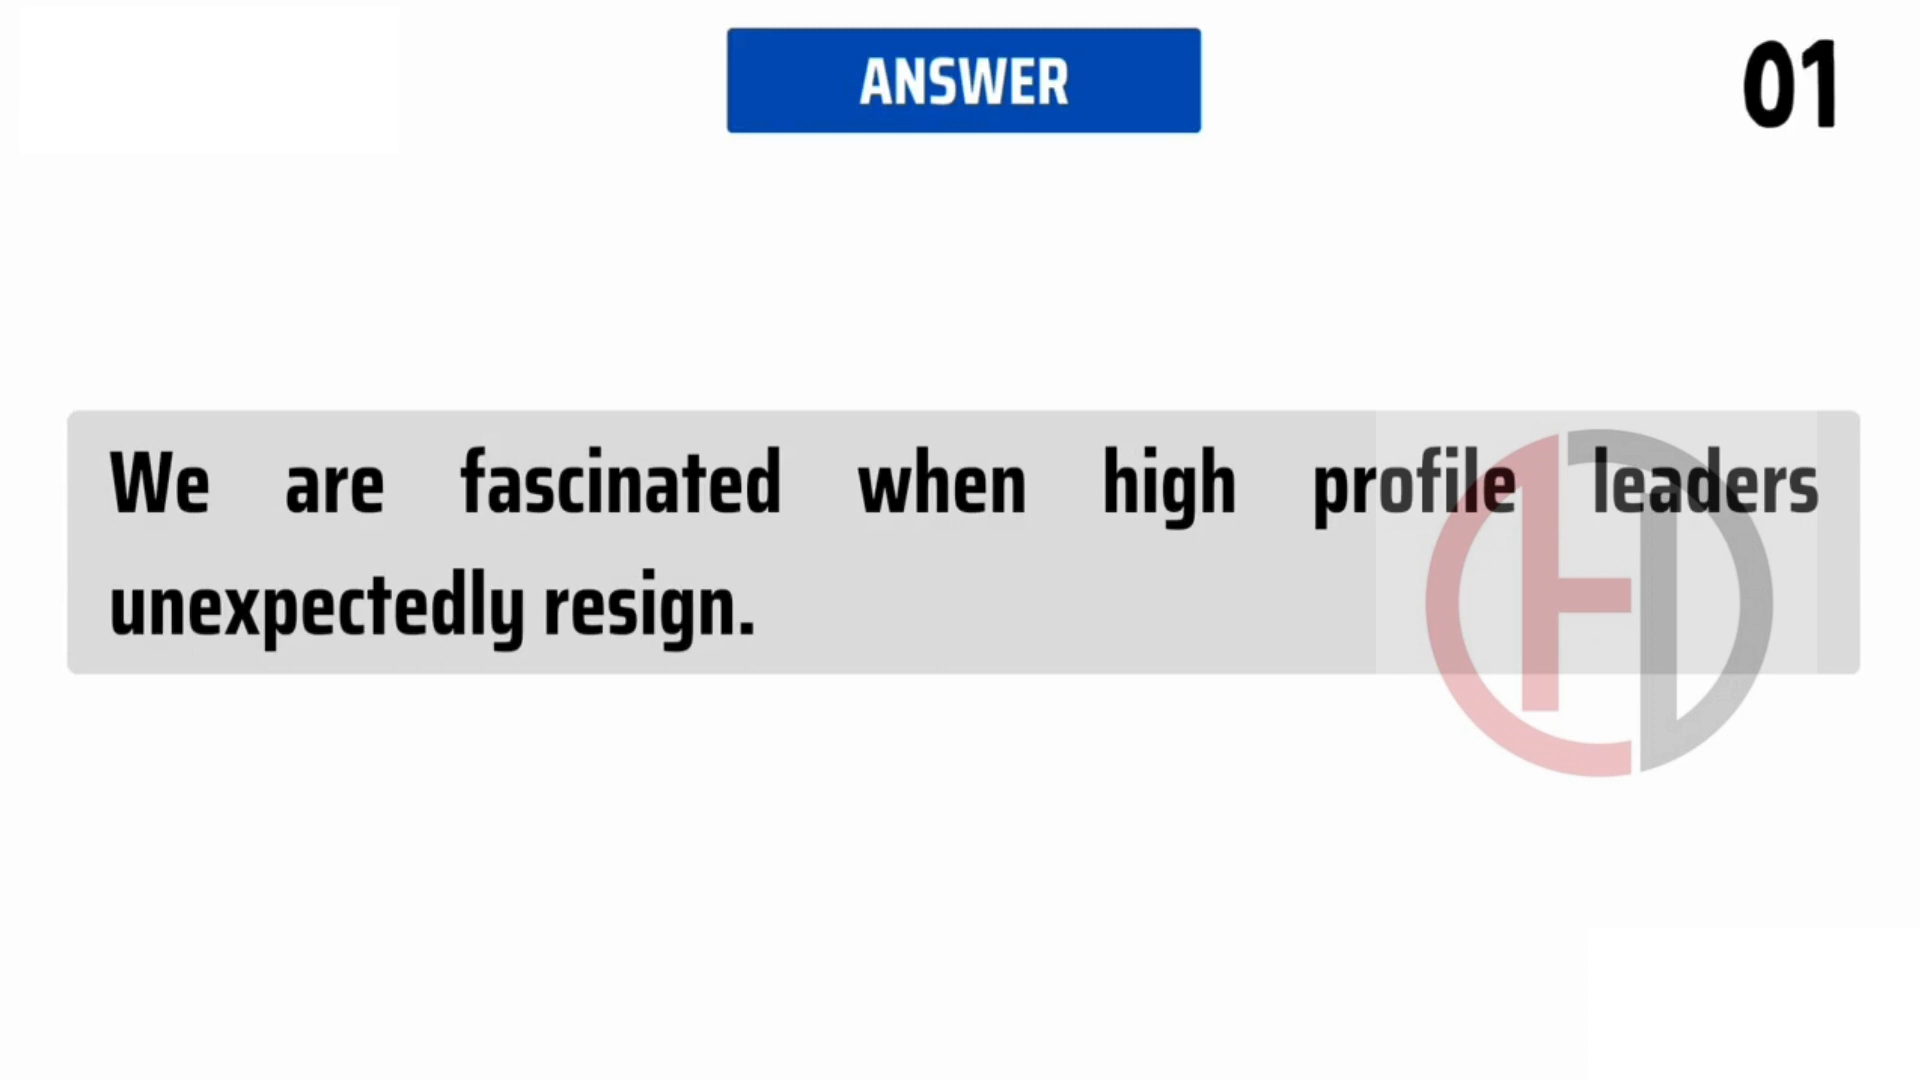 ANSWER
01
We are fascinated when high profile leaders
unexpectedly resign.